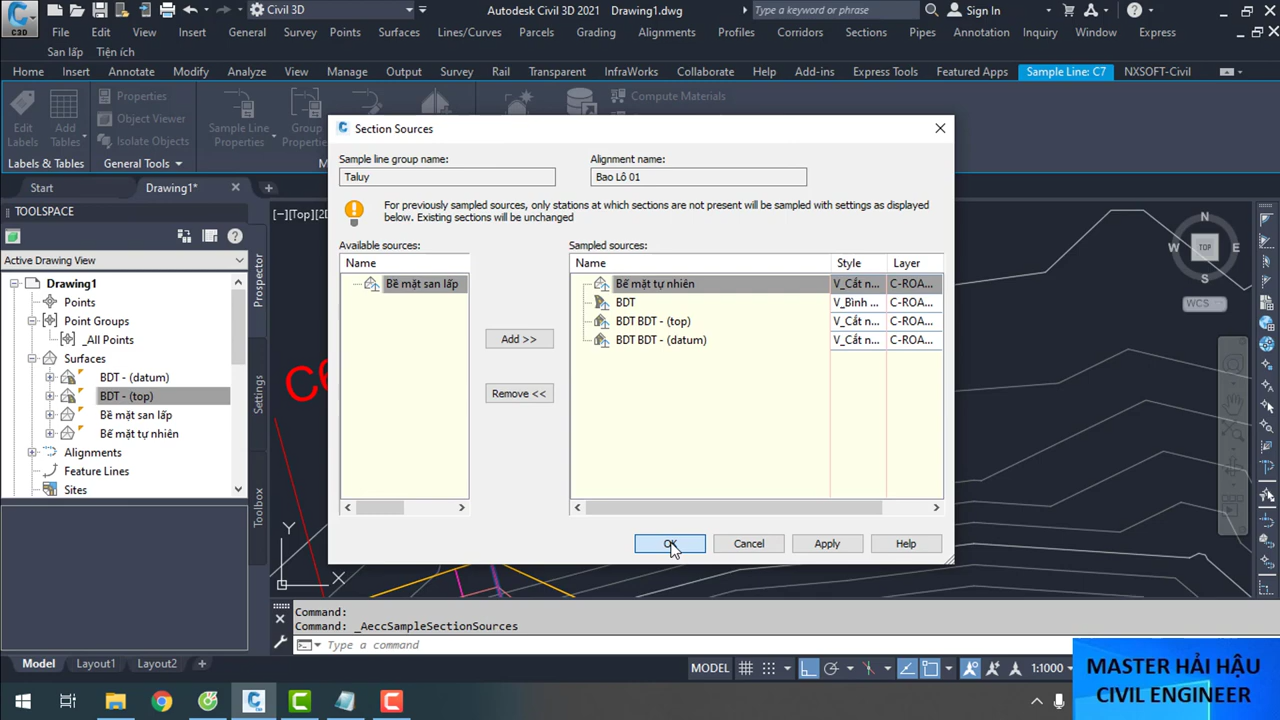 Civil 3D
Autodesk Civil 3D 2021 Drawing1.dwg
Type a keyword or phrase
Sign In
C3D
File Edit View Insert General Survey Points Surfaces Lines/Curves Parcels Grading Alignments Profiles Corridors Sections Pipes Annotation Inquiry Window Express
San lấp Tiện ích
Home Insert Annotate Modify Analyze View Manage Output Survey Rail Transparent InfraWorks Collaborate Help Add-ins Express Tools Featured Apps Sample Line: C7 NXSOFT-Civil
Edit Labels
Add Tables
Properties
Object Viewer
Isolate Objects
Sample Line Properties
Group
Compute Materials
Labels & Tables
General Tools
Start
Drawing1*
TOOLSPACE
Active Drawing View
Drawing1
Points
Point Groups
_All Points
Surfaces
BDT - (datum)
BDT - (top)
Bề mặt san lấp
Bề mặt tự nhiên
Alignments
Feature Lines
Sites
Prospector
Settings
Toolbox
[−][Top]
Section Sources
Sample line group name:
Taluy
Alignment name:
Bao Lô 01
For previously sampled sources, only stations at which sections are not present will be sampled with settings as displayed
below. Existing sections will be unchanged
Available sources:
Name
Bề mặt san lấp
Add >>
Remove <<
Sampled sources:
Name Style Layer
Bề mặt tự nhiên V_Cắt n... C-ROA...
BDT V_Bình ... C-ROA...
BDT BDT - (top) V_Cắt n... C-ROA...
BDT BDT - (datum) V_Cắt n... C-ROA...
OK
Cancel
Apply
Help
N
W TOP E
S
WCS
Y
X
Command:
Command: _AeccSampleSectionSources
Type a command
Model Layout1 Layout2
MODEL
1:1000
MASTER HẢI HẬU
CIVIL ENGINEER